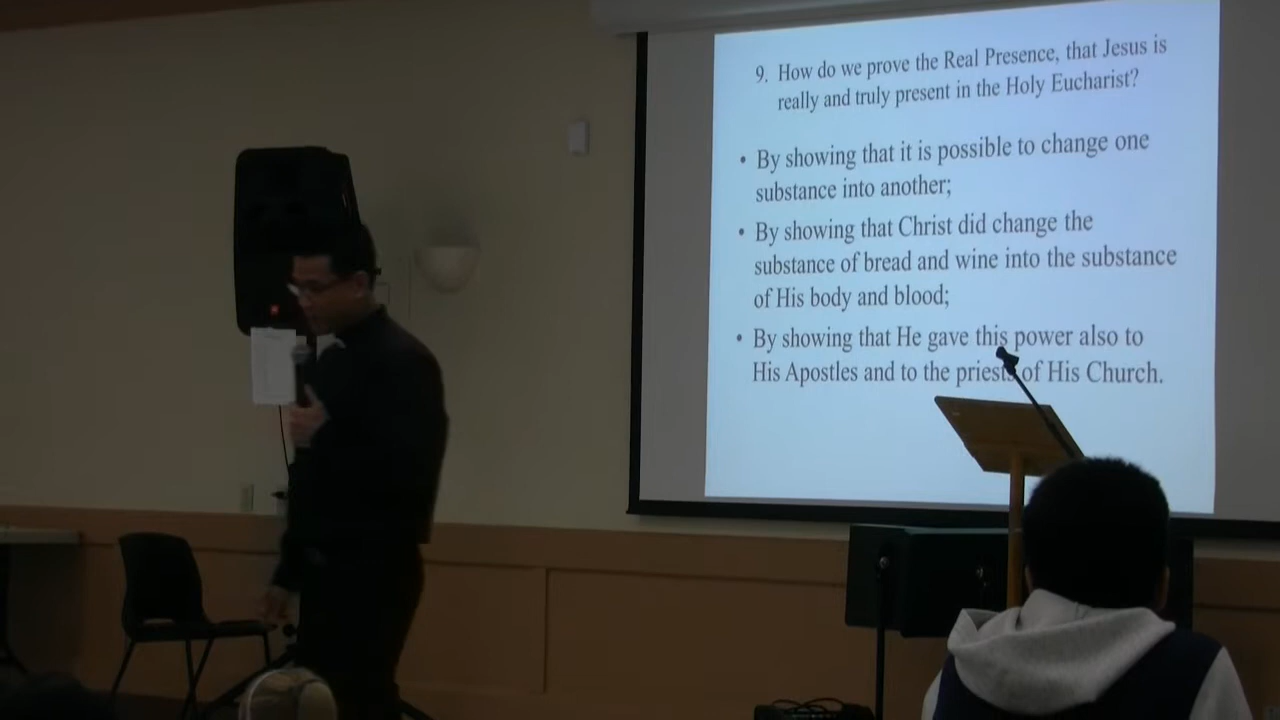 9. How do we prove the Real Presence, that Jesus is
really and truly present in the Holy Eucharist?
• By showing that it is possible to change one
substance into another;
• By showing that Christ did change the
substance of bread and wine into the substance
of His body and blood;
• By showing that He gave this power also to
His Apostles and to the priests of His Church.